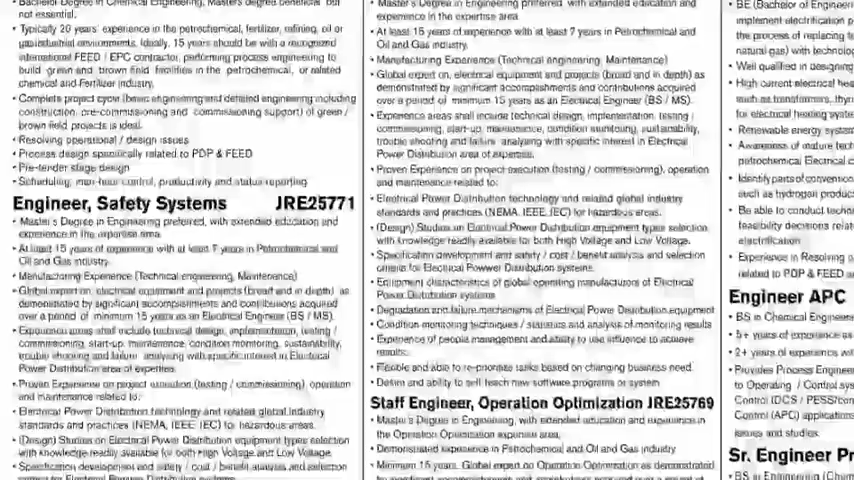 Bachelor Degree in Chemical Engineering, Master's degree beneficial but
not essential.
• Typically 20 years' experience in the petrochemical, fertilizer, refining, oil or
gas industrial environments. Ideally, 15 years should be with a recognized
international FEED / EPC contractor, performing process engineering to
build green and brown field facilities in the petrochemical, or related
chemical and Fertilizer industry.
• Complete project cycle (basic engineering and detailed engineering including
construction, pre-commissioning and commissioning support) of green /
brown field projects is ideal.
• Resolving operational / design issues
• Process design specifically related to PDP & FEED
• Pre-tender stage design
• Scheduling, man-hour control, productivity and status reporting
Engineer, Safety Systems JRE25771
• Master's Degree in Engineering preferred, with extended education and
experience in the expertise area.
• At least 15 years of experience with at least 7 years in Petrochemical and
Oil and Gas industry.
• Manufacturing Experience (Technical engineering, Maintenance)
• Global expert on, electrical equipment and projects (broad and in depth) as
demonstrated by significant accomplishments and contributions acquired
over a period of minimum 15 years as an Electrical Engineer (BS / MS).
• Experience areas shall include technical design, implementation, testing /
commissioning, start-up, maintenance, condition monitoring, sustainability,
trouble shooting and failure analyzing with specific interest in Electrical
Power Distribution area of expertise.
• Proven Experience on project execution (testing / commissioning), operation
and maintenance related to:
• Electrical Power Distribution technology and related global industry
standards and practices (NEMA, IEEE, IEC) for hazardous areas.
• (Design) Studies on Electrical Power Distribution equipment types selection
with knowledge readily available for both High Voltage and Low Voltage.
• Specification development and safety / cost / benefit analysis and selection
criteria for Electrical Power Distribution systems.
• Master's Degree in Engineering preferred with extended education and
experience in the expertise area
• At least 15 years of experience with at least 7 years in Petrochemical and
Oil and Gas industry.
• Manufacturing Experience (Technical engineering, Maintenance)
• Global expert on, electrical equipment and projects (broad and in depth) as
demonstrated by significant accomplishments and contributions acquired
over a period of minimum 15 years as an Electrical Engineer (BS / MS).
• Experience areas shall include technical design, implementation, testing /
commissioning, start-up, maintenance, condition monitoring, sustainability,
trouble shooting and failure analyzing with specific interest in Electrical
Power Distribution area of expertise.
• Proven Experience on project execution (testing / commissioning), operation
and maintenance related to:
• Electrical Power Distribution technology and related global industry
standards and practices (NEMA, IEEE, IEC) for hazardous areas.
• (Design) Studies on Electrical Power Distribution equipment types selection
with knowledge readily available for both High Voltage and Low Voltage.
• Specification development and safety / cost / benefit analysis and selection
criteria for Electrical Powwer Distribution systems.
• Equipment characteristics of global operating manufactures of Electrical
Power Distribution systems
• Degradation and failure mechanisms of Electrical Power Distribution equipment
• Condition monitoring techniques / statistics and analysis of monitoring results
• Experience of people management and ability to use influence to achieve
results.
• Flexible and able to re-prioritize tasks based on changing business need.
• Desire and ability to self teach new software programs or system
Staff Engineer, Operation Optimization JRE25769
• Master's Degree in Engineering, with extended education and experience in
the Operation Optimization expertise area.
• Demonstrated experience in Petrochemical and Oil and Gas industry
• Minimum 15 years. Global expert on Operation Optimization as demonstrated
• BE (Bachelor of Engineer
implement electrification p
the process of replacing te
natural gas) with technolog
• Well qualified in designing
• High current electrical hea
such as transformers, thyri
for electrical heating syste
• Renewable energy system
• Awareness of mature tech
petrochemical Electrical c
• Identify parts of convention
such as hydrogen product
• Be able to conduct techn
feasibility decisions relat
electrification
• Experience in Resolving o
related to PDP & FEED a
Engineer APC
• BS in Chemical Enginee
• 5+ years of experience as
• 2+ years of experience wit
• Provides Process Enginee
to Operating / Control sys
Control (DCS / PESS/con
Control (APC) applications
issues and studies.
Sr. Engineer Pr
• BS in Engineering (Chem